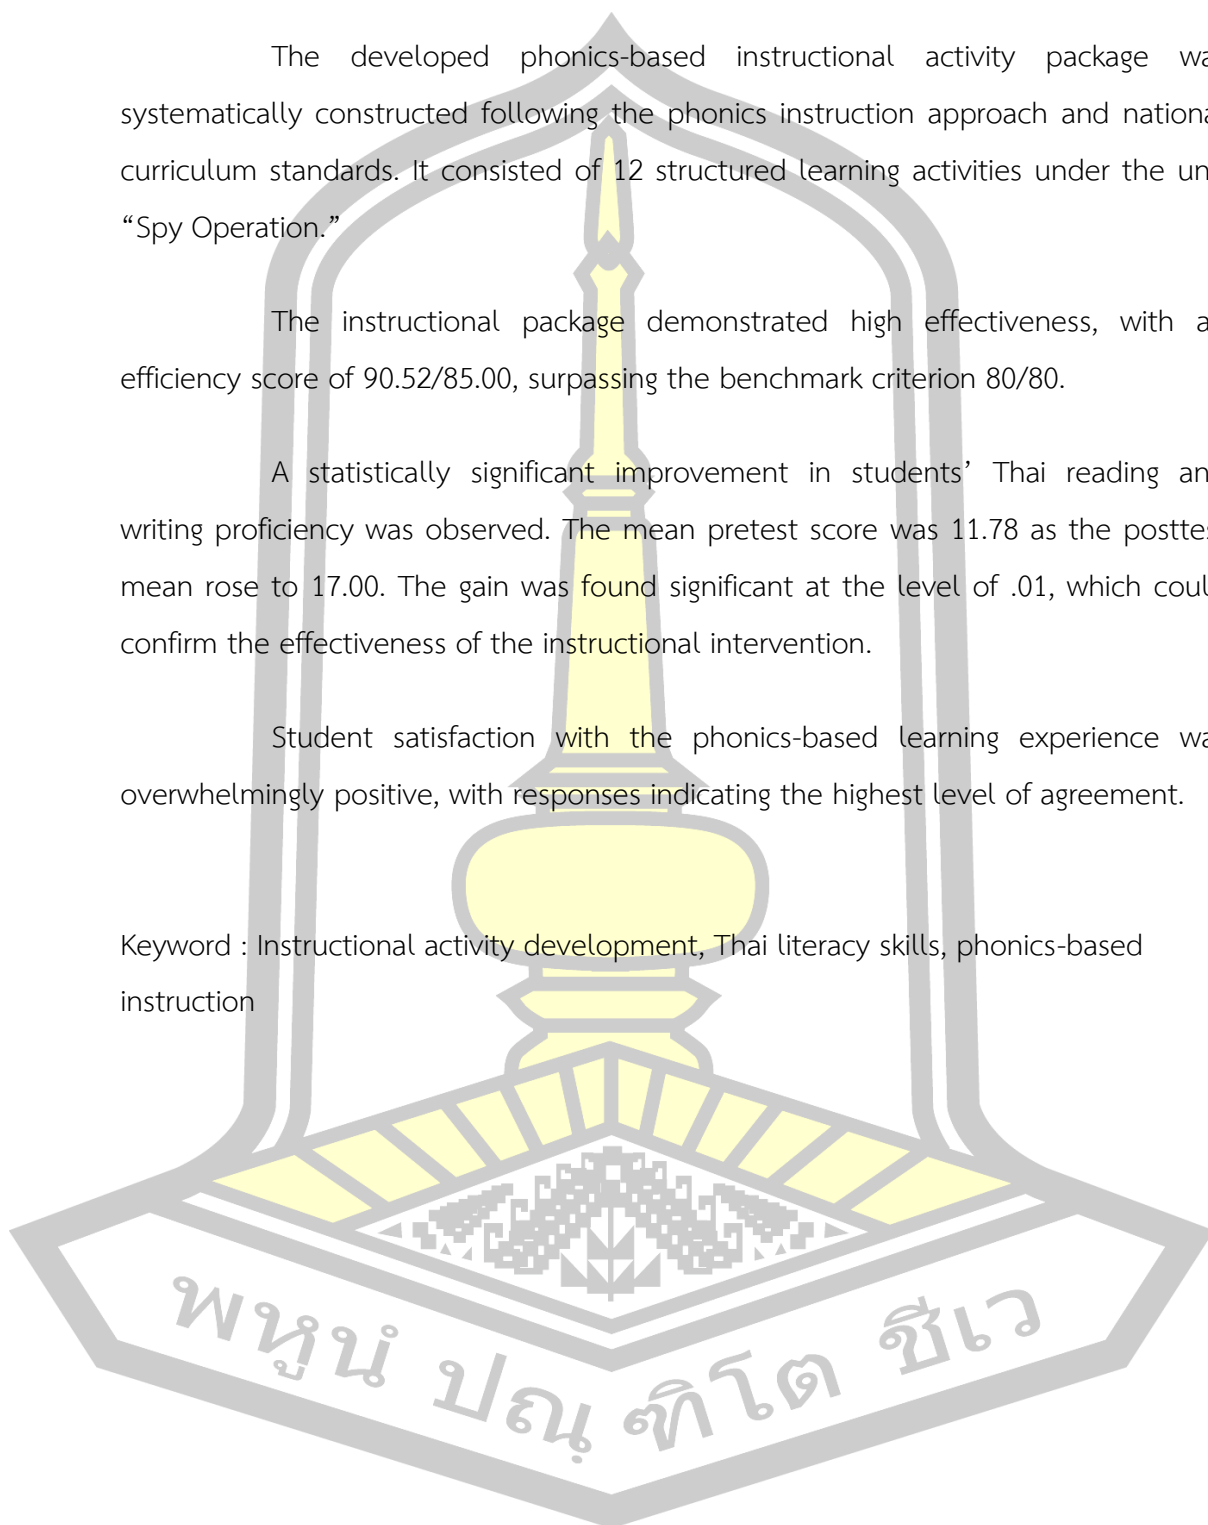 The developed phonics-based instructional activity package wa
systematically constructed following the phonics instruction approach and nationa
curriculum standards. It consisted of 12 structured learning activities under the un
“Spy Operation.”
The instructional package demonstrated high effectiveness, with a
efficiency score of 90.52/85.00, surpassing the benchmark criterion 80/80.
A statistically significant improvement in students’ Thai reading an
writing proficiency was observed. The mean pretest score was 11.78 as the posttes
mean rose to 17.00. The gain was found significant at the level of .01, which coul
confirm the effectiveness of the instructional intervention.
Student satisfaction with the phonics-based learning experience wa
overwhelmingly positive, with responses indicating the highest level of agreement.
Keyword : Instructional activity development, Thai literacy skills, phonics-based
instruction
พหูนํ ปณฺฑิโต ชีเว